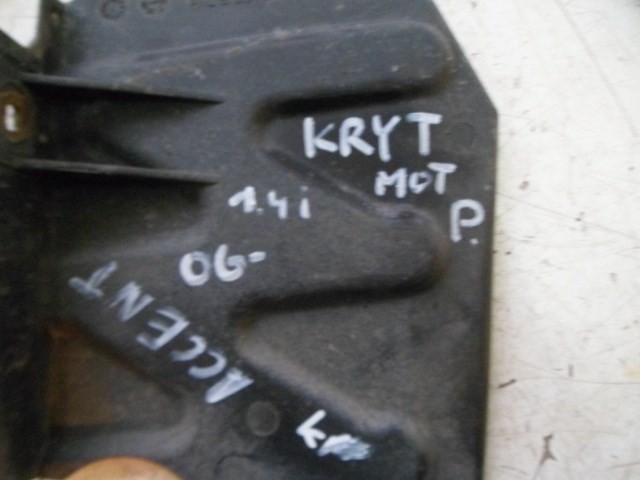 KRYT
MOT
P.
1.4i
06-
ACCENT